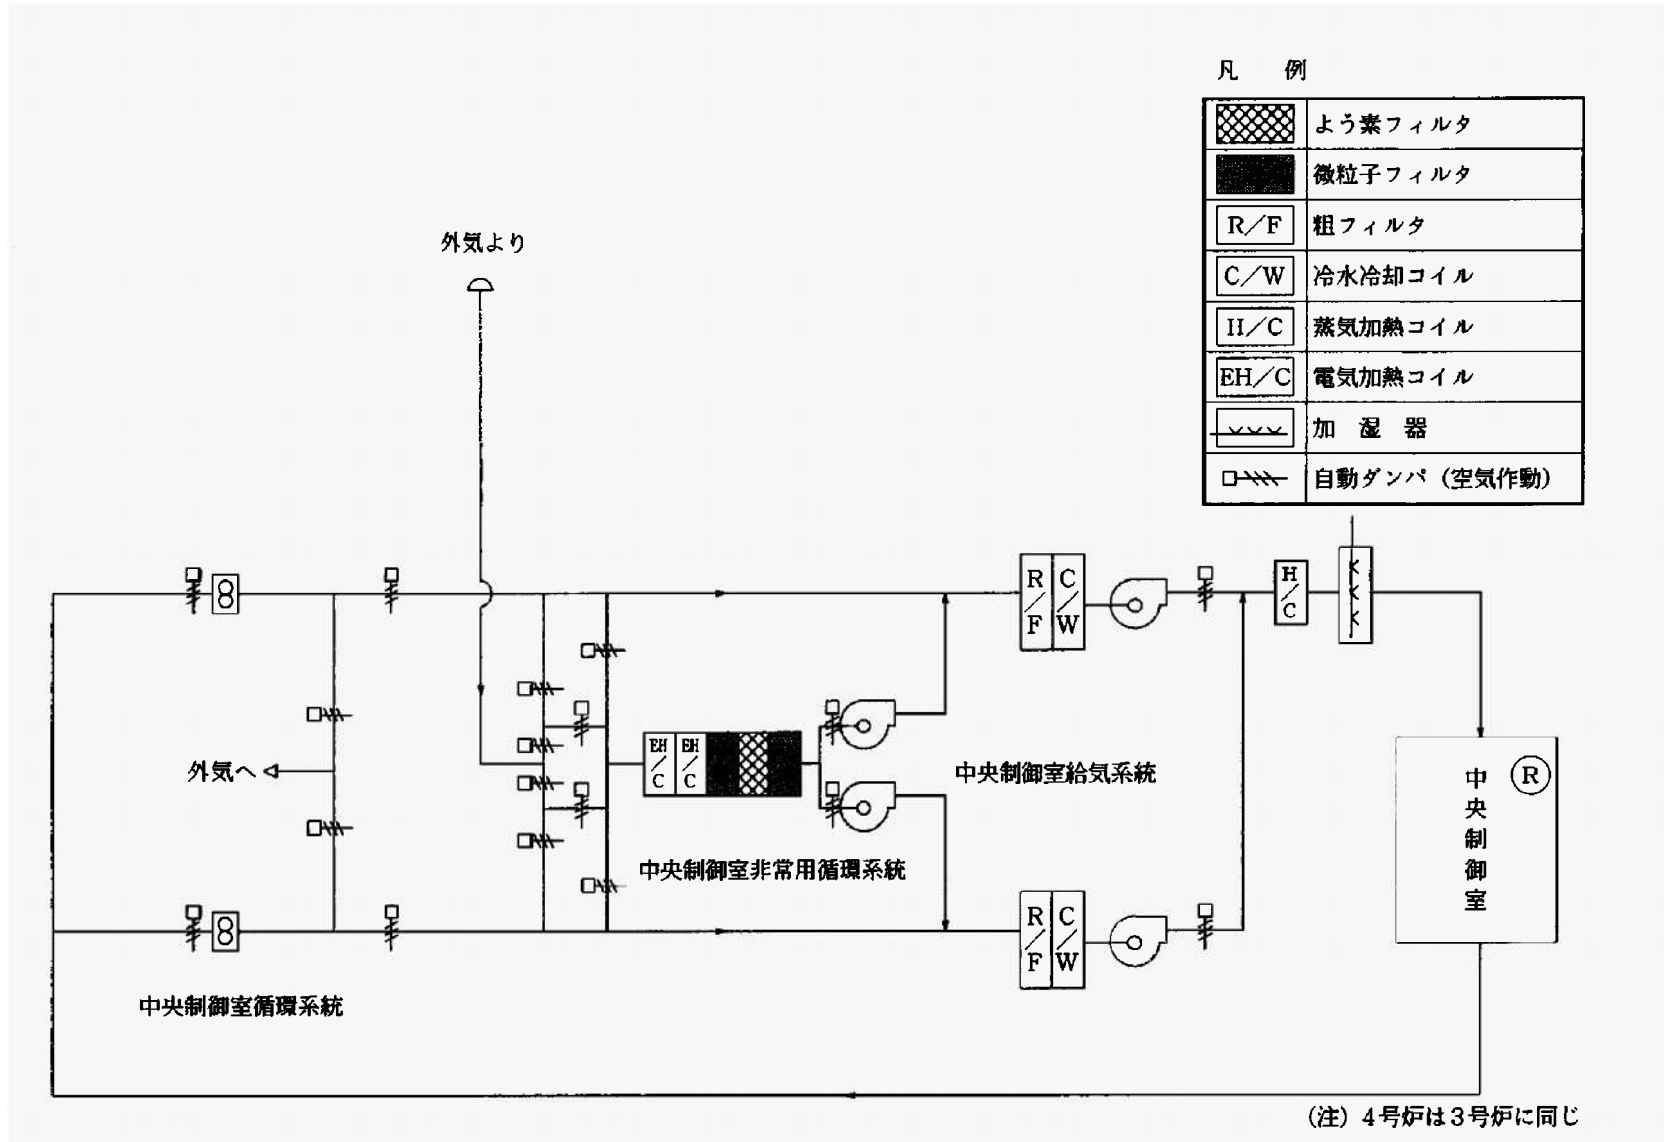 凡 例
よう素フィルタ
微粒子フィルタ
R/F 粗フィルタ
C/W 冷水冷却コイル
H/C 蒸気加熱コイル
EH/C 電気加熱コイル
加 湿 器
自動ダンパ (空気作動)
外気より
R/F
C/W
H/C
外気へ
EH/C
EH/C
中央制御室給気系統
中央制御室
R
中央制御室非常用循環系統
R/F
C/W
中央制御室循環系統
(注) 4号炉は3号炉に同じ